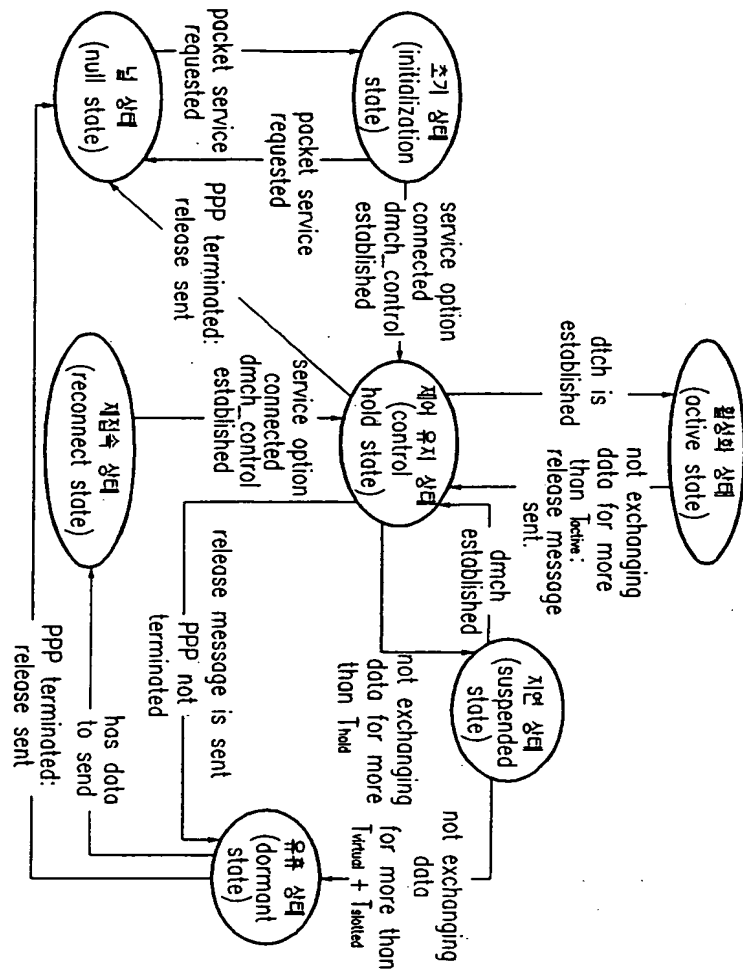 널 상태
(null state)
packet service
requested
초기 상태
(initialization
state)
packet service
requested
PPP terminated:
release sent
service option
connected
dmch_control
established
재접속 상태
(reconnect state)
service option
connected
dmch_control
established
제어 유지 상태
(control
hold state)
dtch is
established
활성화 상태
(active state)
not exchanging
data for more
than Tactive:
release message
sent.
dmch
established
지연 상태
(suspended
state)
not exchanging
data for more
than Thold
release message is sent
PPP not
terminated
not exchanging
data
for more than
Tvirtual + Tslotted
유휴 상태
(dormant
state)
has data
to send
PPP terminated:
release sent